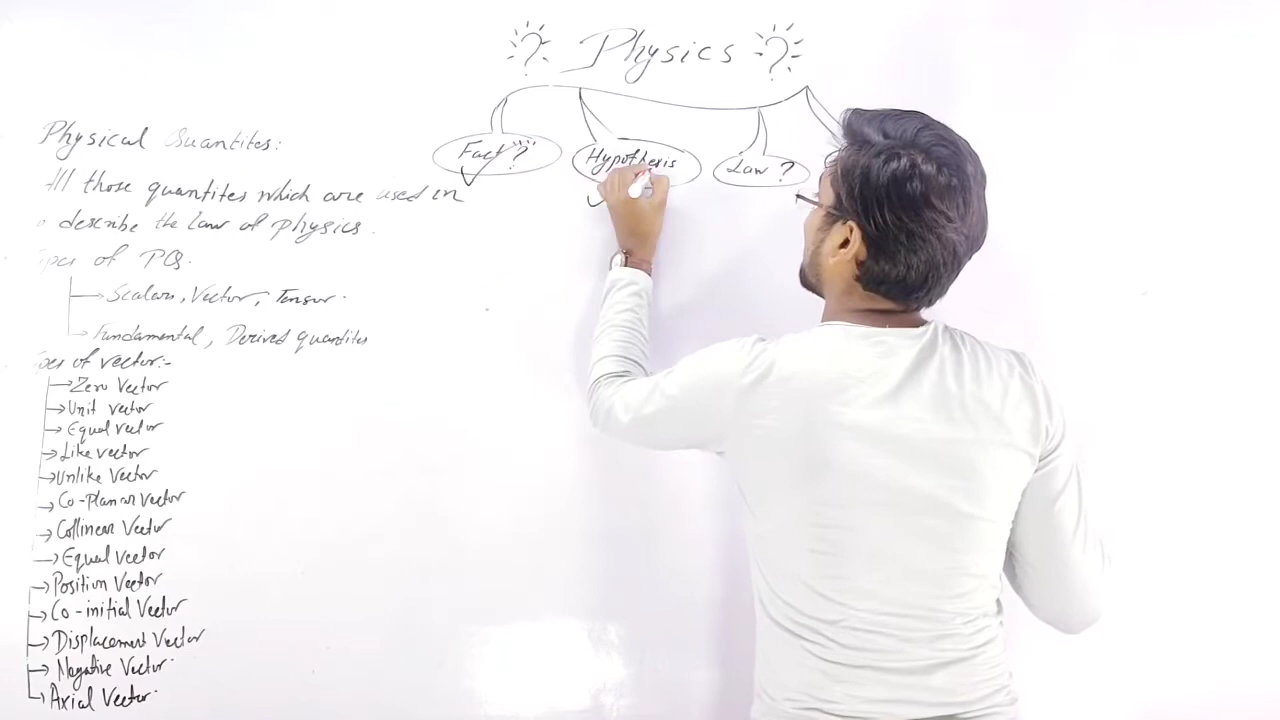 ? Physics ?
Fact ?
Hypothesis
Law ?
Physical Quantites:
All those quantites which are used in
describe the Law of physics.
of PQ.
Scalars, Vector, Tensor.
Fundamental, Derived quantites
of vector:-
Zero Vector
Unit vector
Equal vector
Like vector
Unlike Vector
Co-Planar Vector
Collinear Vector
Equal vector
Position Vector
Co-initial Vector
Displacement Vector
Negative Vector
Axial Vector